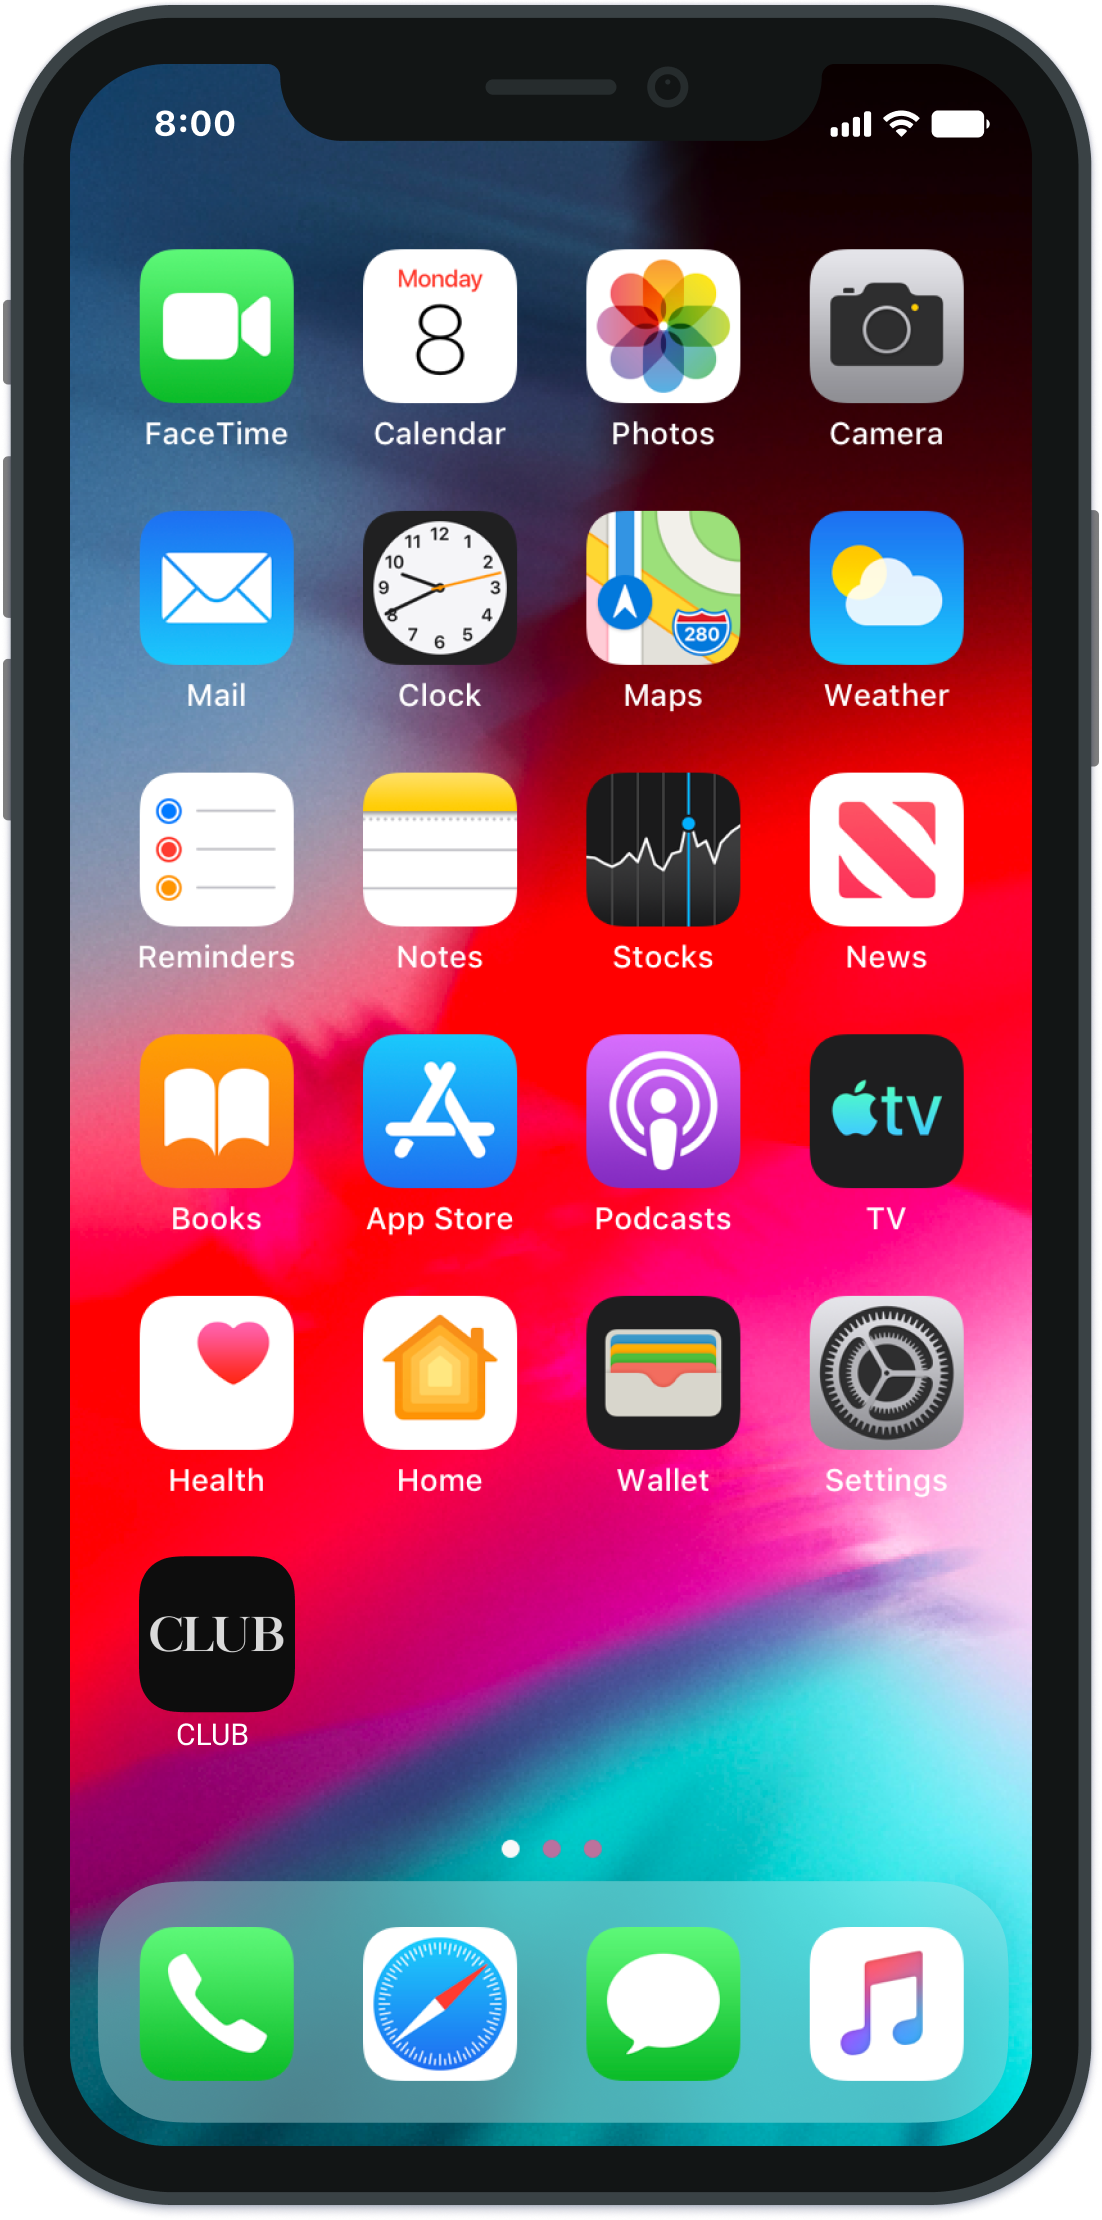 8:00
Monday
8
FaceTime
Calendar
Photos
Camera
12
11 1
10 2
9 3
8 4
7 5
6
280
Mail
Clock
Maps
Weather
Reminders
Notes
Stocks
News
tv
Books
App Store
Podcasts
TV
Health
Home
Wallet
Settings
CLUB
CLUB